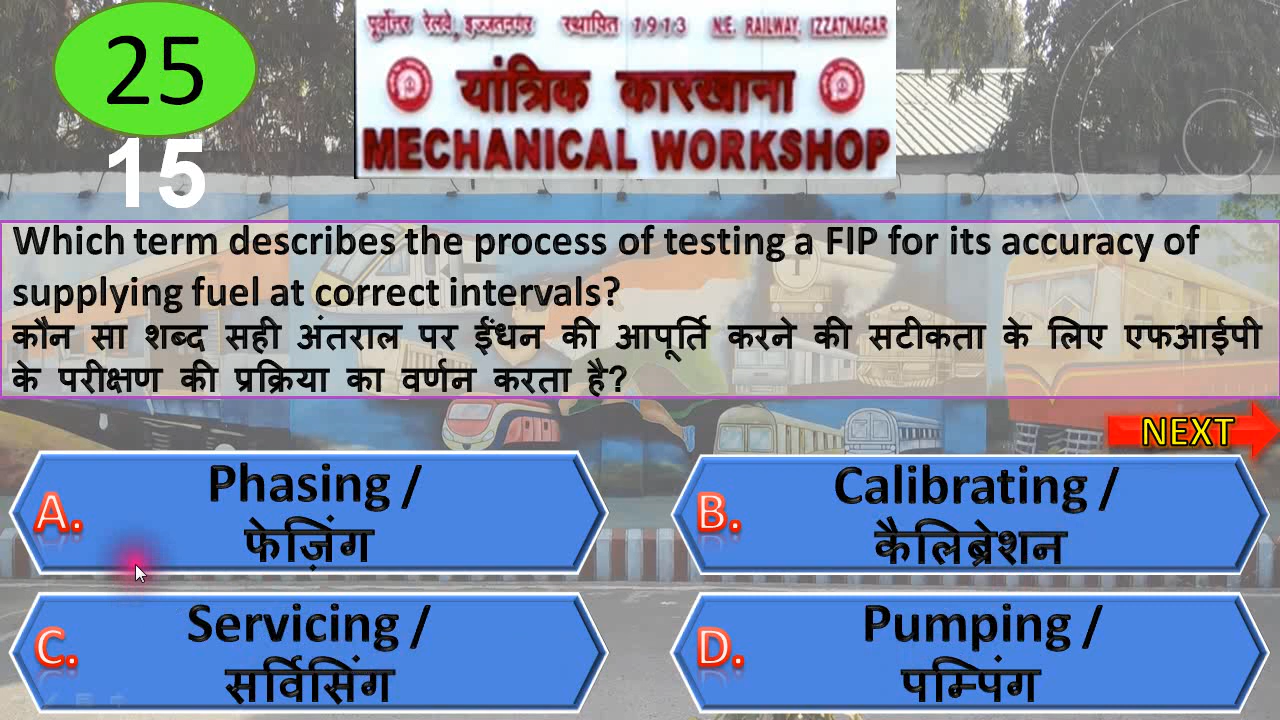 25
15
पूर्वोत्तर रेलवे, इज्जतनगर स्थापित 1913 N.E. RAILWAY, IZZATNAGAR
यांत्रिक कारखाना
MECHANICAL WORKSHOP
Which term describes the process of testing a FIP for its accuracy of
supplying fuel at correct intervals?
कौन सा शब्द सही अंतराल पर ईंधन की आपूर्ति करने की सटीकता के लिए एफआईपी
के परीक्षण की प्रक्रिया का वर्णन करता है?
NEXT
A. Phasing /
फेज़िंग
B. Calibrating /
कैलिब्रेशन
C. Servicing /
सर्विसिंग
D. Pumping /
पम्पिंग